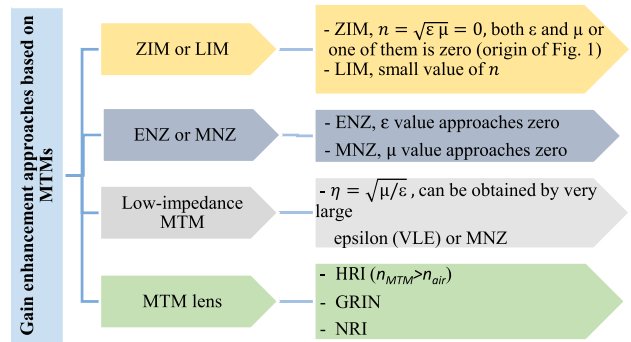 Gain enhancement approaches based on
MTMs
ZIM or LIM
- ZIM, n = √ε μ = 0, both ε and μ or
one of them is zero (origin of Fig. 1)
- LIM, small value of n
ENZ or MNZ
- ENZ, ε value approaches zero
- MNZ, μ value approaches zero
Low-impedance
MTM
- η = √μ/ε , can be obtained by very
large
epsilon (VLE) or MNZ
MTM lens
- HRI (nMTM>nair)
- GRIN
- NRI